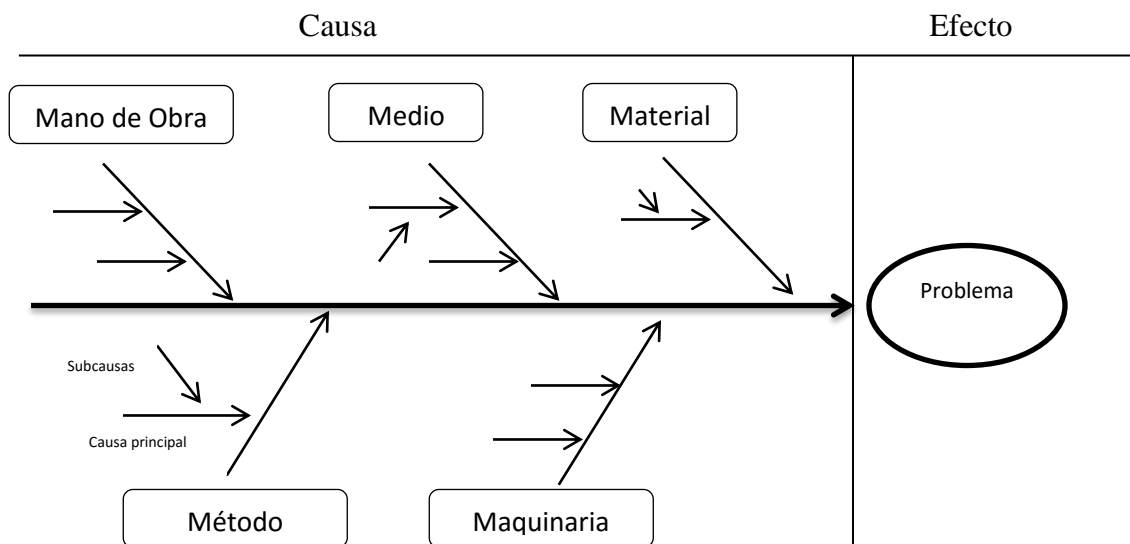 Causa
Efecto
Mano de Obra
Medio
Material
Problema
Subcausas
Causa principal
Método
Maquinaria